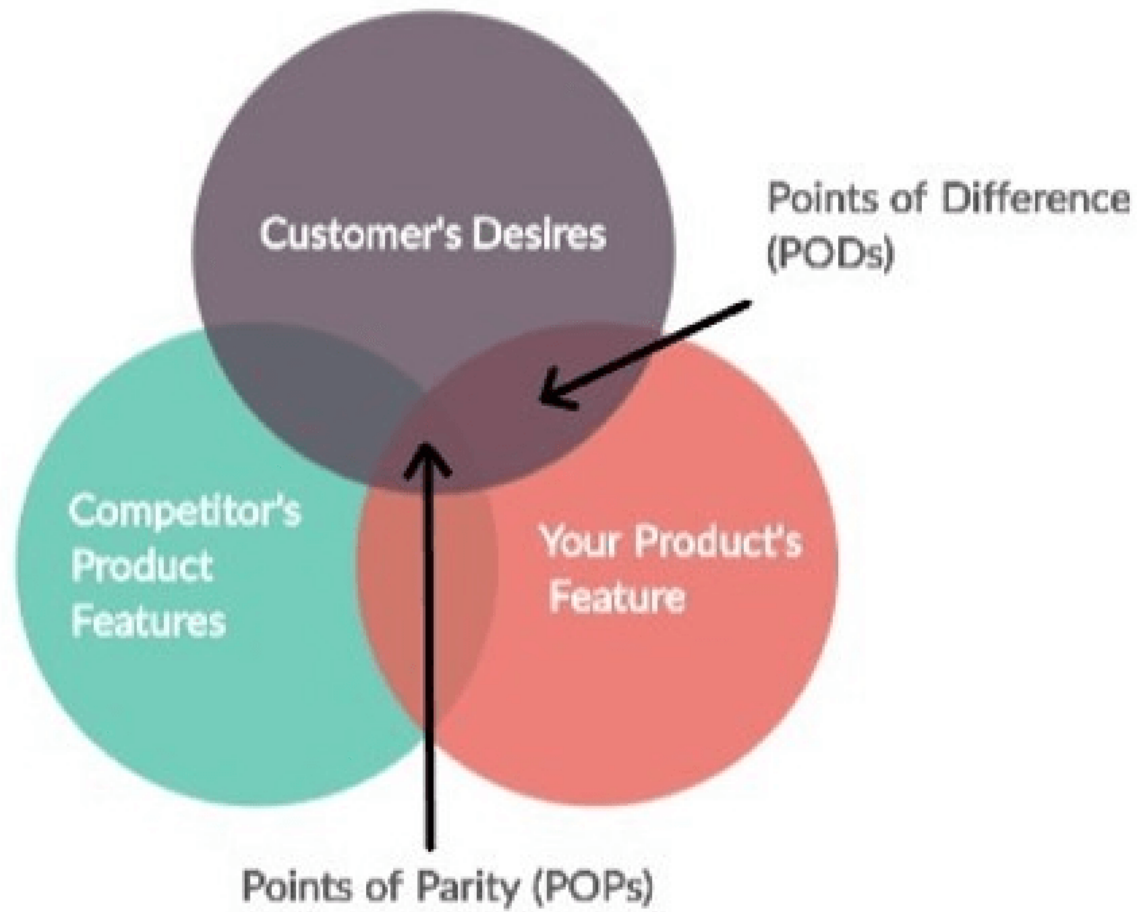 Customer's Desires
Points of Difference
(PODs)
Competitor's
Product
Features
Your Product's
Feature
Points of Parity (POPs)